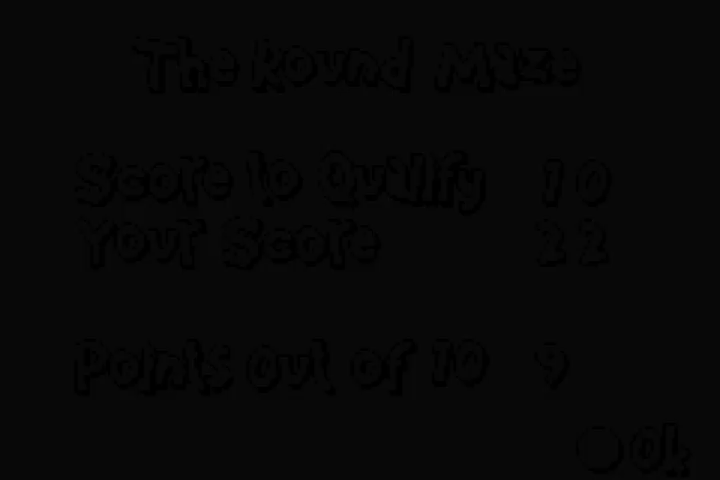 The Round Maze
Score to Qualify 10
Your Score 22
Points Out of 10 9
Ok